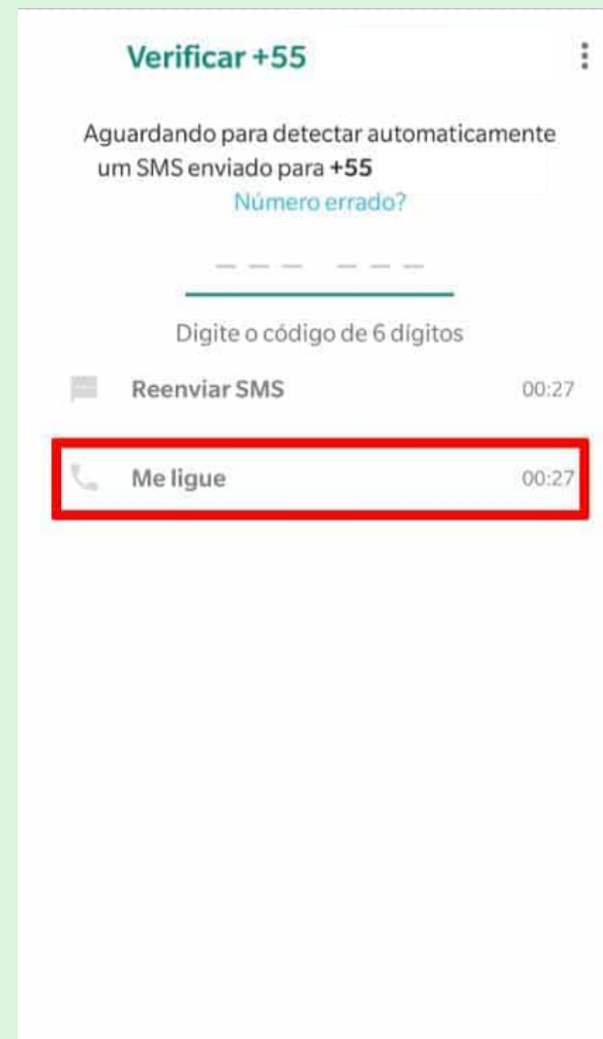 Verificar +55
Aguardando para detectar automaticamente
um SMS enviado para +55
Número errado?
Digite o código de 6 dígitos
Reenviar SMS 00:27
Me ligue 00:27